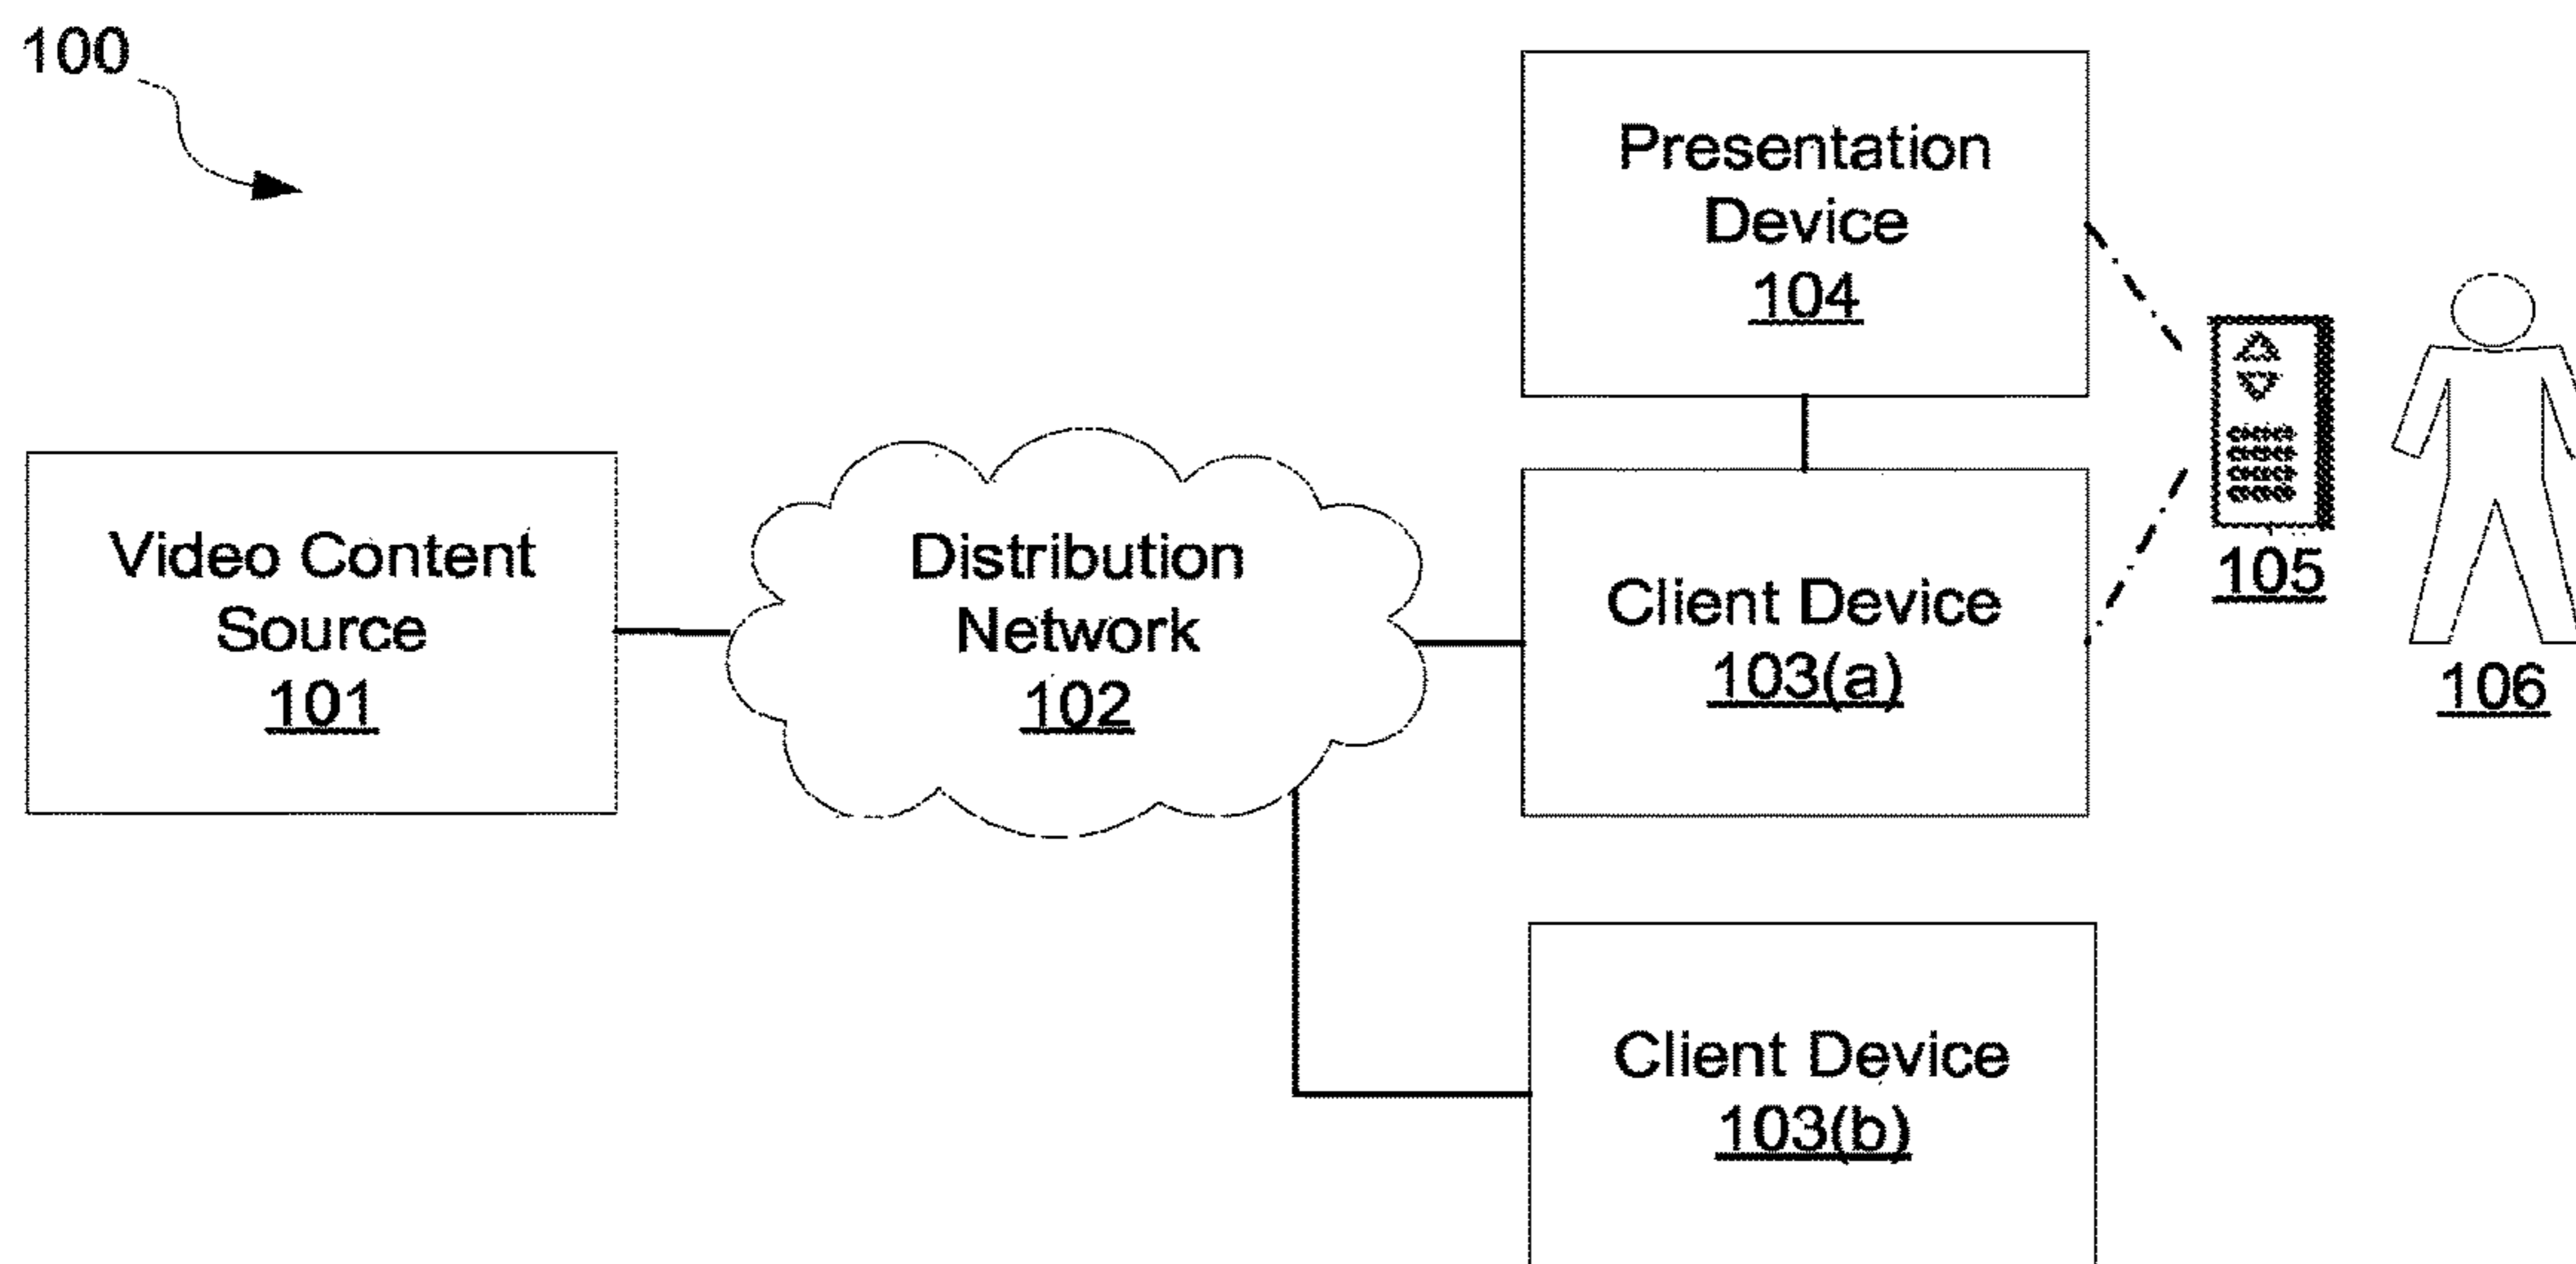 100
Presentation
Device
104
Video Content
Source
101
Distribution
Network
102
Client Device
103(a)
105
106
Client Device
103(b)